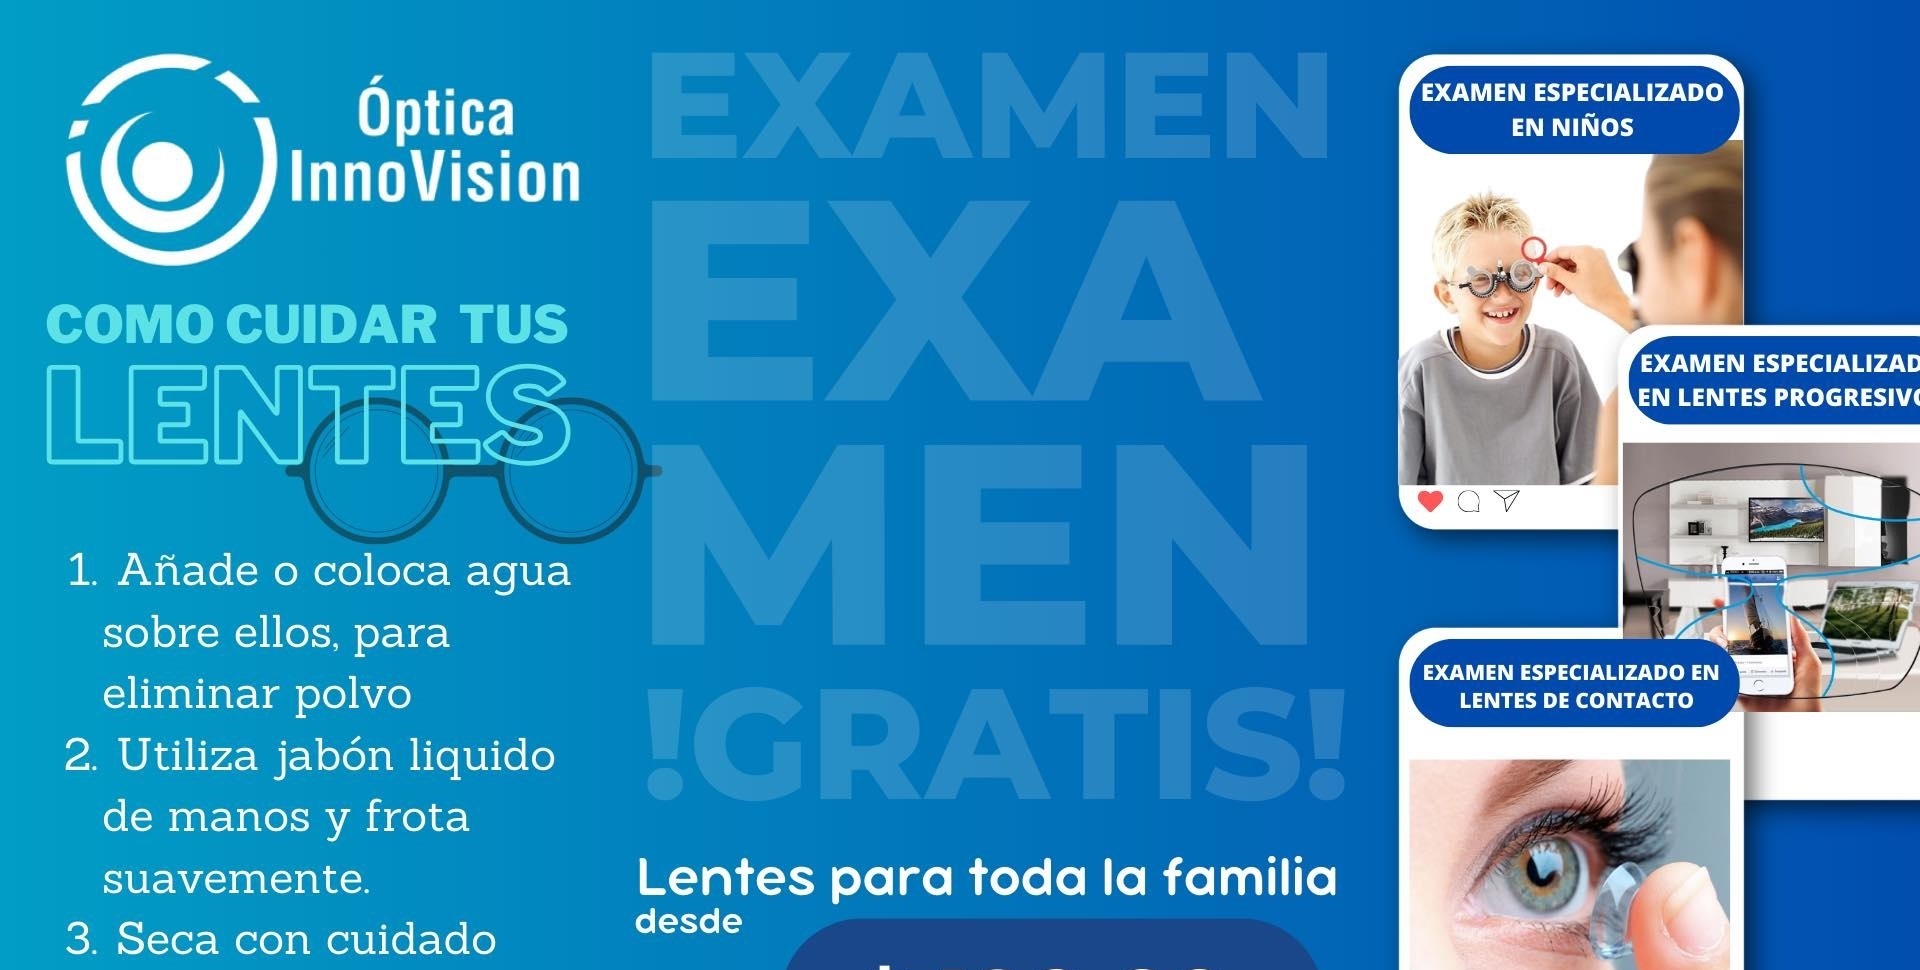 Óptica
InnoVision
COMO CUIDAR TUS
LENTES
1. Añade o coloca agua
sobre ellos, para
eliminar polvo
2. Utiliza jabón liquido
de manos y frota
suavemente.
3. Seca con cuidado
EXAMEN
EXA
MEN
!GRATIS!
Lentes para toda la familia
desde
EXAMEN ESPECIALIZADO
EN NIÑOS
EXAMEN ESPECIALIZAD
EN LENTES PROGRESIVO
EXAMEN ESPECIALIZADO EN
LENTES DE CONTACTO